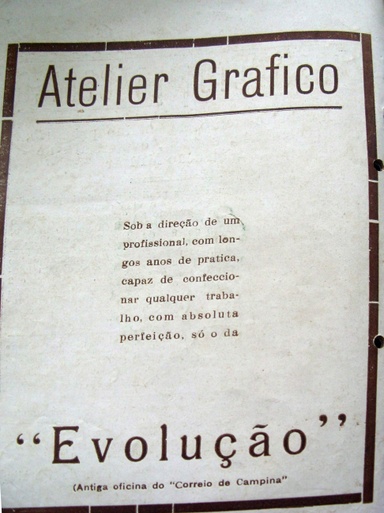 Atelier Grafico
Sob a direção de um
profissional, com lon-
gos anos de pratica,
capaz de confeccio-
nar qualquer traba-
lho, com absoluta
perfeição, só o da
“Evolução”
(Antiga oficina do "Correio de Campina"